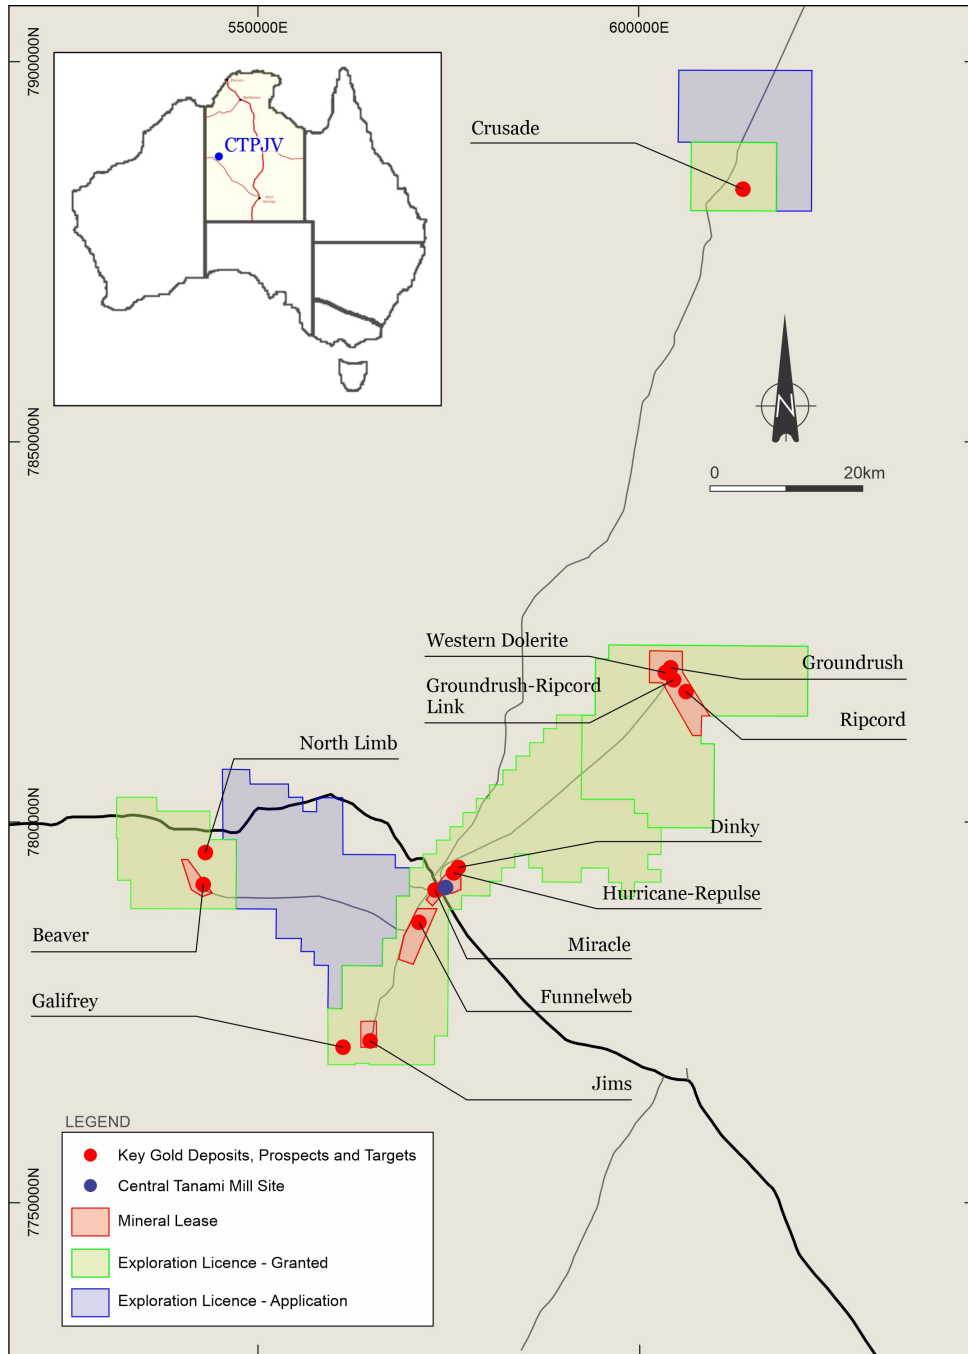 550000E
600000E
7900000N
7850000N
7800000N
7750000N
CTPJV
Crusade
N
0
20km
Western Dolerite
Groundrush-Ripcord
Link
Groundrush
Ripcord
North Limb
Dinky
Hurricane-Repulse
Beaver
Miracle
Galifrey
Funnelweb
Jims
LEGEND
Key Gold Deposits, Prospects and Targets
Central Tanami Mill Site
Mineral Lease
Exploration Licence - Granted
Exploration Licence - Application